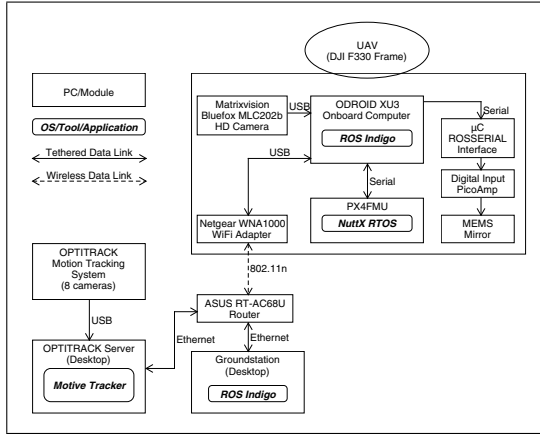 UAV
(DJI F330 Frame)
PC/Module
OS/Tool/Application
Tethered Data Link
Wireless Data Link
Matrixvision
Bluefox MLC202b
HD Camera
USB
ODROID XU3
Onboard Computer
ROS Indigo
Serial
µC
ROSSERIAL
Interface
USB
Serial
Digital Input
PicoAmp
PX4FMU
NuttX RTOS
Netgear WNA1000
WiFi Adapter
MEMS
Mirror
802.11n
OPTITRACK
Motion Tracking
System
(8 cameras)
ASUS RT-AC68U
Router
USB
Ethernet
Ethernet
OPTITRACK Server
(Desktop)
Motive Tracker
Groundstation
(Desktop)
ROS Indigo